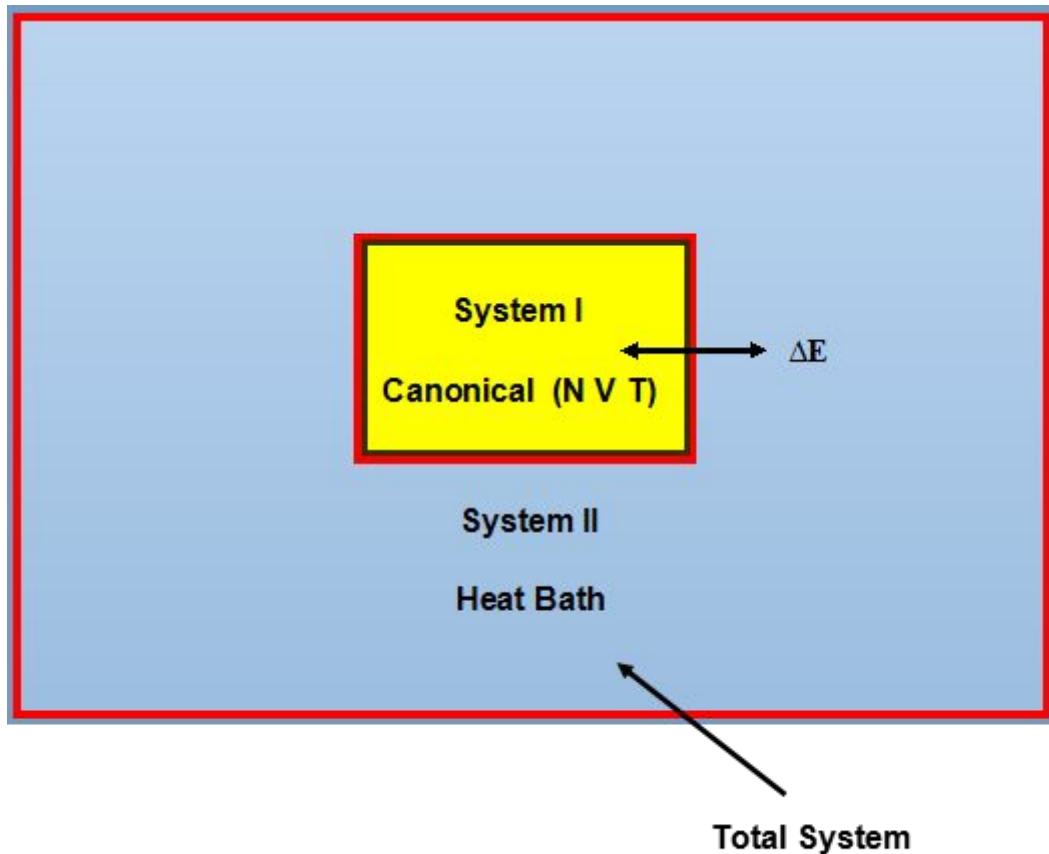 System I
ΔE
Canonical (N V T)
System II
Heat Bath
Total System